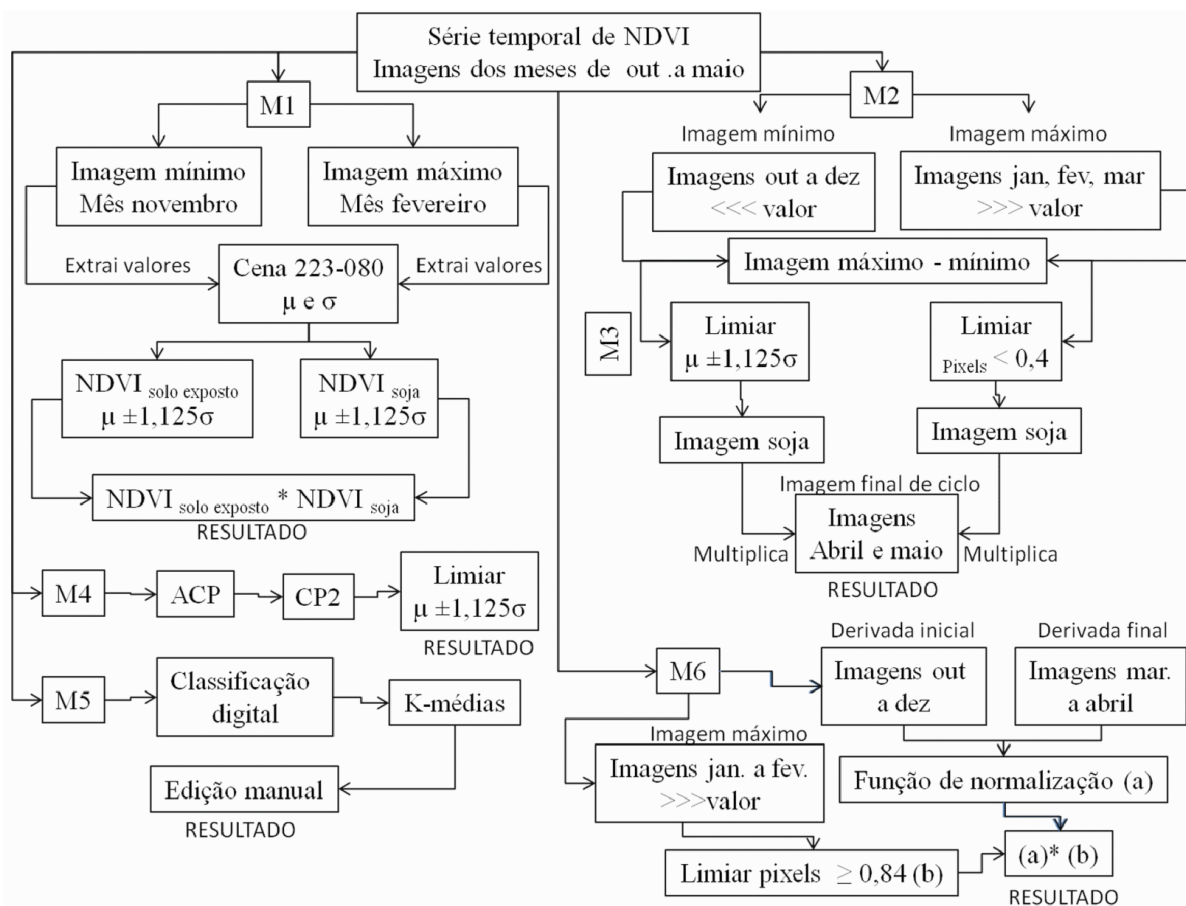 Série temporal de NDVI
Imagens dos meses de out .a maio
M1
Imagem mínimo
Mês novembro
Imagem máximo
Mês fevereiro
Extrai valores
Cena 223-080
μ e σ
Extrai valores
NDVI solo exposto
μ ±1,125σ
NDVI soja
μ ±1,125σ
NDVI solo exposto * NDVI soja
RESULTADO
M2
Imagem mínimo
Imagem máximo
Imagens out a dez
<<< valor
Imagens jan, fev, mar
>>> valor
Imagem máximo - mínimo
M3
Limiar
μ ±1,125σ
Limiar
Pixels < 0,4
Imagem soja
Imagem soja
Imagem final de ciclo
Imagens
Abril e maio
Multiplica
Multiplica
RESULTADO
M4
ACP
CP2
Limiar
μ ±1,125σ
RESULTADO
M5
Classificação
digital
K-médias
Edição manual
RESULTADO
M6
Derivada inicial
Imagens out
a dez
Derivada final
Imagens mar.
a abril
Imagem máximo
Imagens jan. a fev.
>>>valor
Função de normalização (a)
Limiar pixels ≥ 0,84 (b)
(a)* (b)
RESULTADO